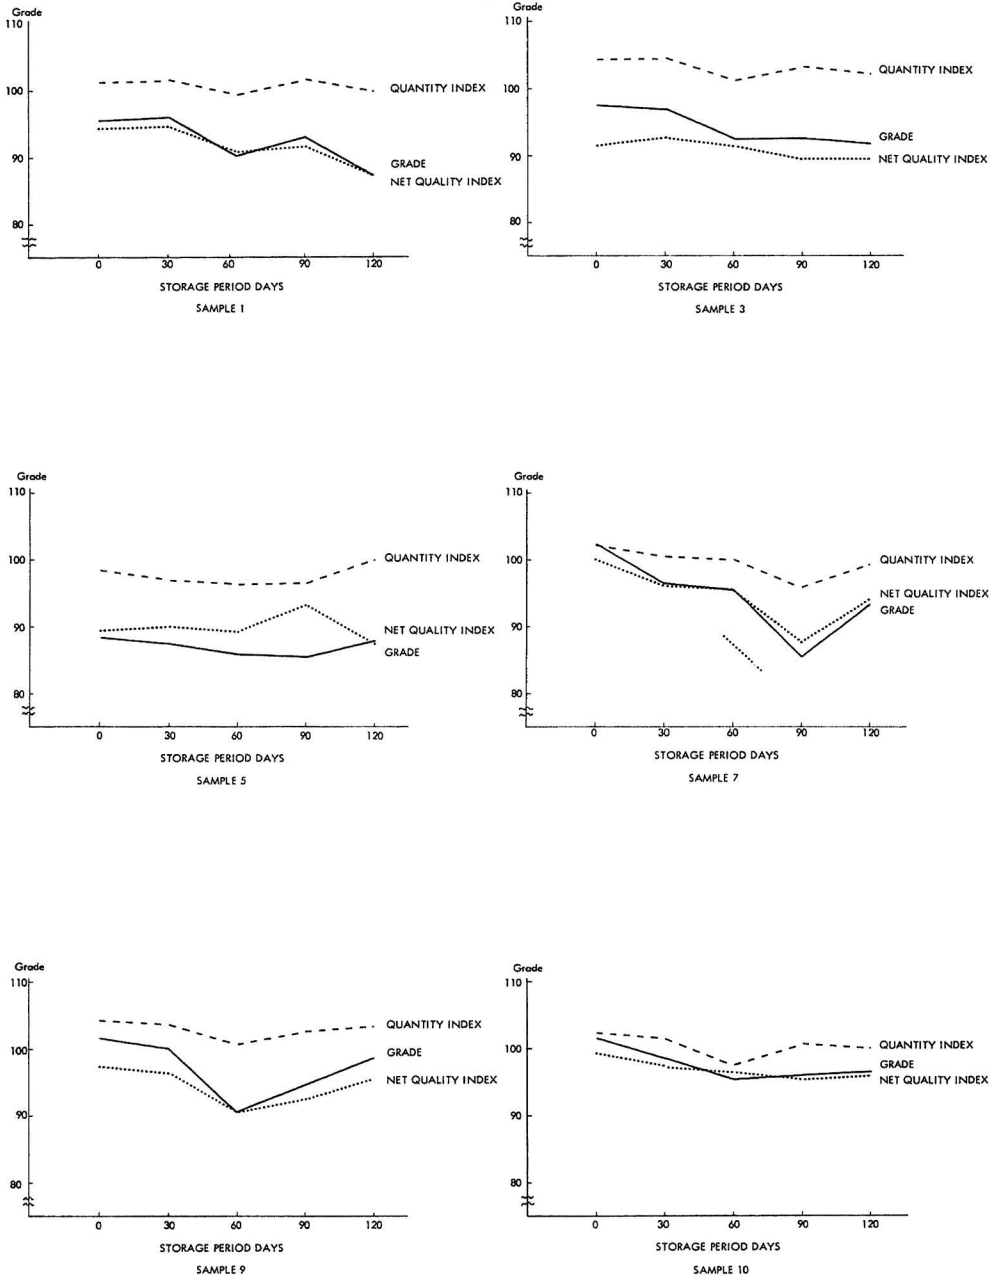 Grade
110
100
90
80
QUANTITY INDEX
GRADE
NET QUALITY INDEX
0 30 60 90 120
STORAGE PERIOD DAYS
SAMPLE 1
Grade
110
100
90
80
QUANTITY INDEX
GRADE
NET QUALITY INDEX
0 30 60 90 120
STORAGE PERIOD DAYS
SAMPLE 3
Grade
110
100
90
80
QUANTITY INDEX
NET QUALITY INDEX
GRADE
0 30 60 90 120
STORAGE PERIOD DAYS
SAMPLE 5
Grade
110
100
90
80
QUANTITY INDEX
NET QUALITY INDEX
GRADE
0 30 60 90 120
STORAGE PERIOD DAYS
SAMPLE 7
Grade
110
100
90
80
QUANTITY INDEX
GRADE
NET QUALITY INDEX
0 30 60 90 120
STORAGE PERIOD DAYS
SAMPLE 9
Grade
110
100
90
80
QUANTITY INDEX
GRADE
NET QUALITY INDEX
0 30 60 90 120
STORAGE PERIOD DAYS
SAMPLE 10